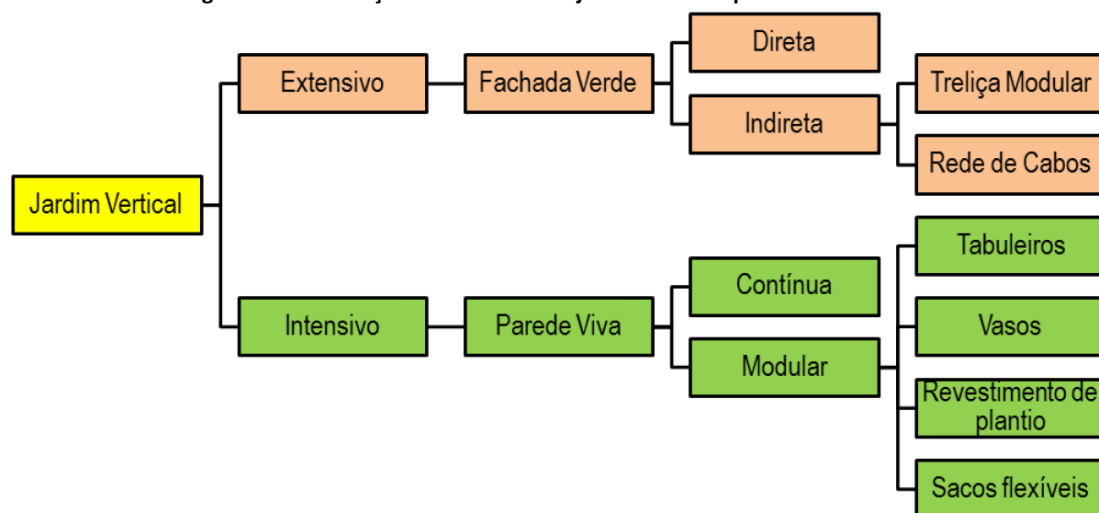 Jardim Vertical
Extensivo
Fachada Verde
Direta
Indireta
Treliça Modular
Rede de Cabos
Intensivo
Parede Viva
Contínua
Modular
Tabuleiros
Vasos
Revestimento de
plantio
Sacos flexíveis